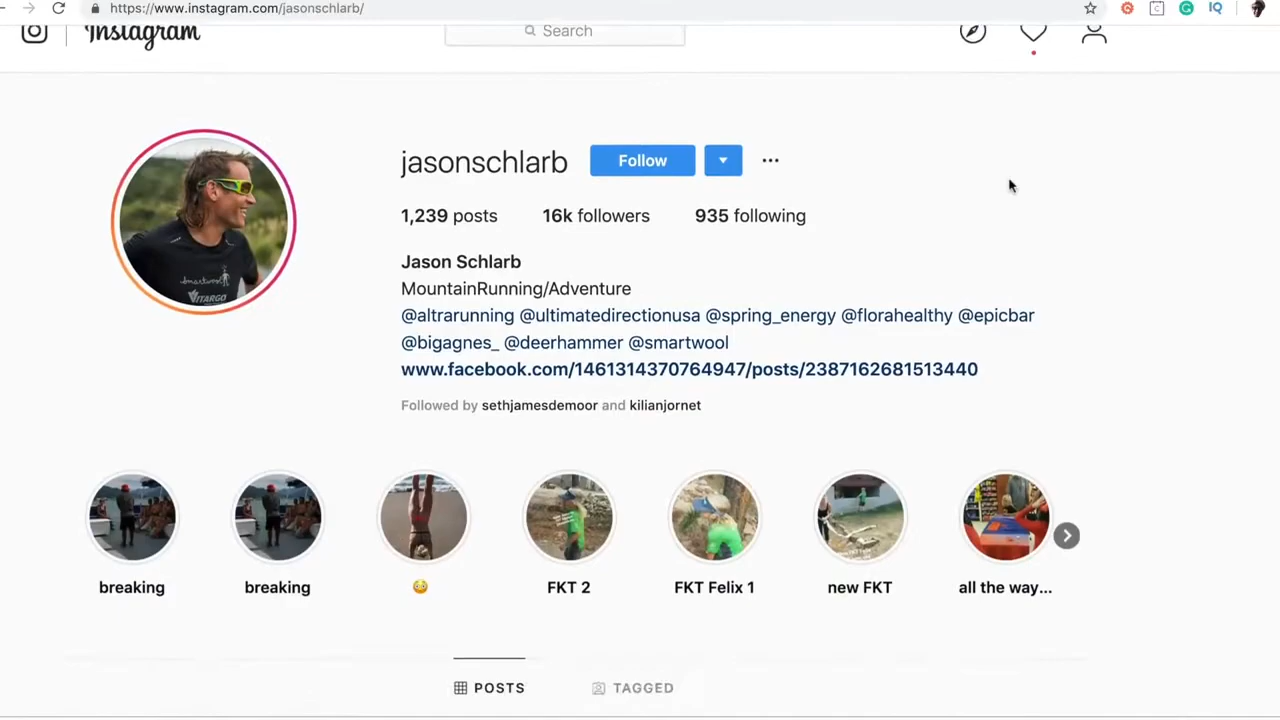 https://www.instagram.com/jasonschlarb/
Instagram
Search
jasonschlarb Follow
1,239 posts 16k followers 935 following
Jason Schlarb
MountainRunning/Adventure
@altrarunning @ultimatedirectionusa @spring_energy @florahealthy @epicbar
@bigagnes_ @deerhammer @smartwool
www.facebook.com/1461314370764947/posts/2387162681513440
Followed by sethjamesdemoor and kilianjornet
smartwool
VITARGO
breaking breaking 😳 FKT 2 FKT Felix 1 new FKT all the way...
POSTS TAGGED